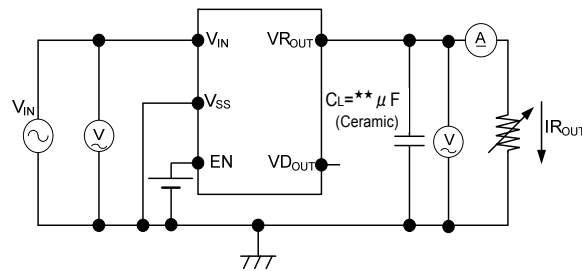 VIN
VROUT
A
CL=★★ μF
(Ceramic)
VIN
V
VSS
V
IROUT
EN
VDOUT